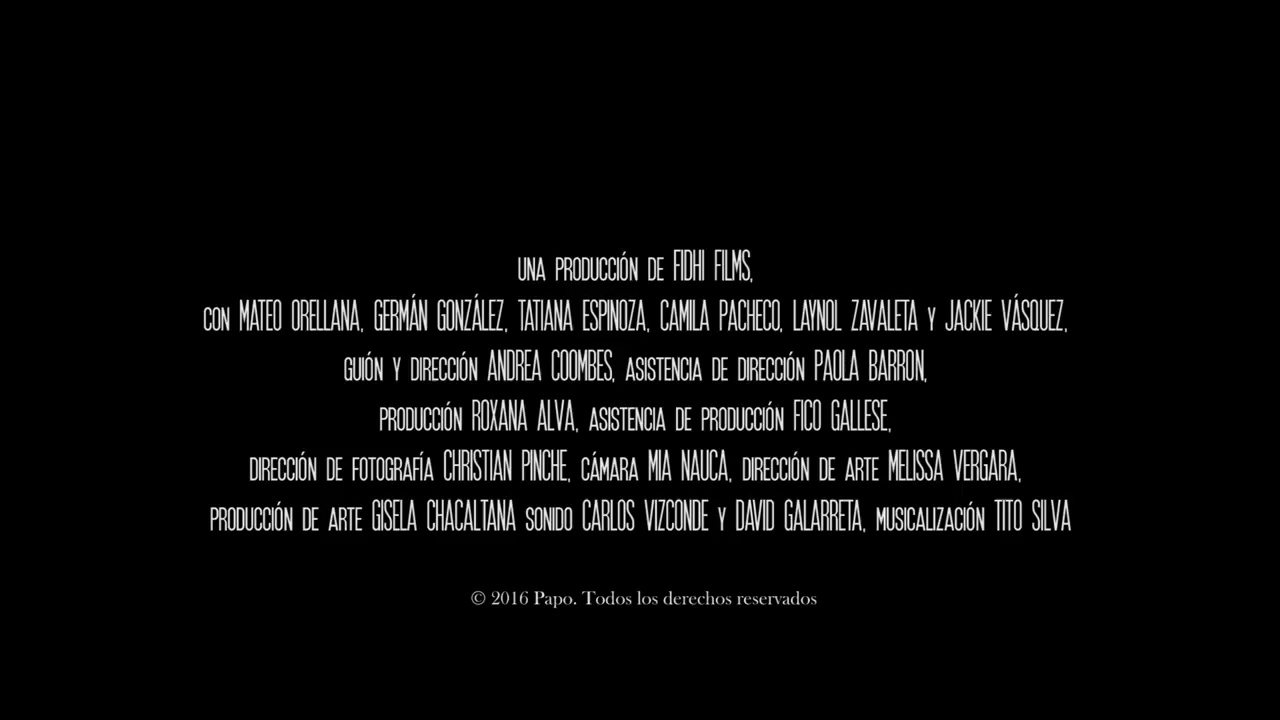 UNA PRODUCCIÓN DE FIDHI FILMS,
CON MATEO ORELLANA, GERMÁN GONZÁLEZ, TATIANA ESPINOZA, CAMILA PACHECO, LAYNOL ZAVALETA Y JACKIE VÁSQUEZ,
GUIÓN Y DIRECCIÓN ANDREA COOMBES, ASISTENCIA DE DIRECCIÓN PAOLA BARRON,
PRODUCCIÓN ROXANA ALVA, ASISTENCIA DE PRODUCCIÓN FICO GALLESE,
DIRECCIÓN DE FOTOGRAFÍA CHRISTIAN PINCHE, CÁMARA MIA NAUCA, DIRECCIÓN DE ARTE MELISSA VERGARA,
PRODUCCIÓN DE ARTE GISELA CHACALTANA SONIDO CARLOS VIZCONDE Y DAVID GALARRETA, MUSICALIZACIÓN TITO SILVA
© 2016 Papo. Todos los derechos reservados